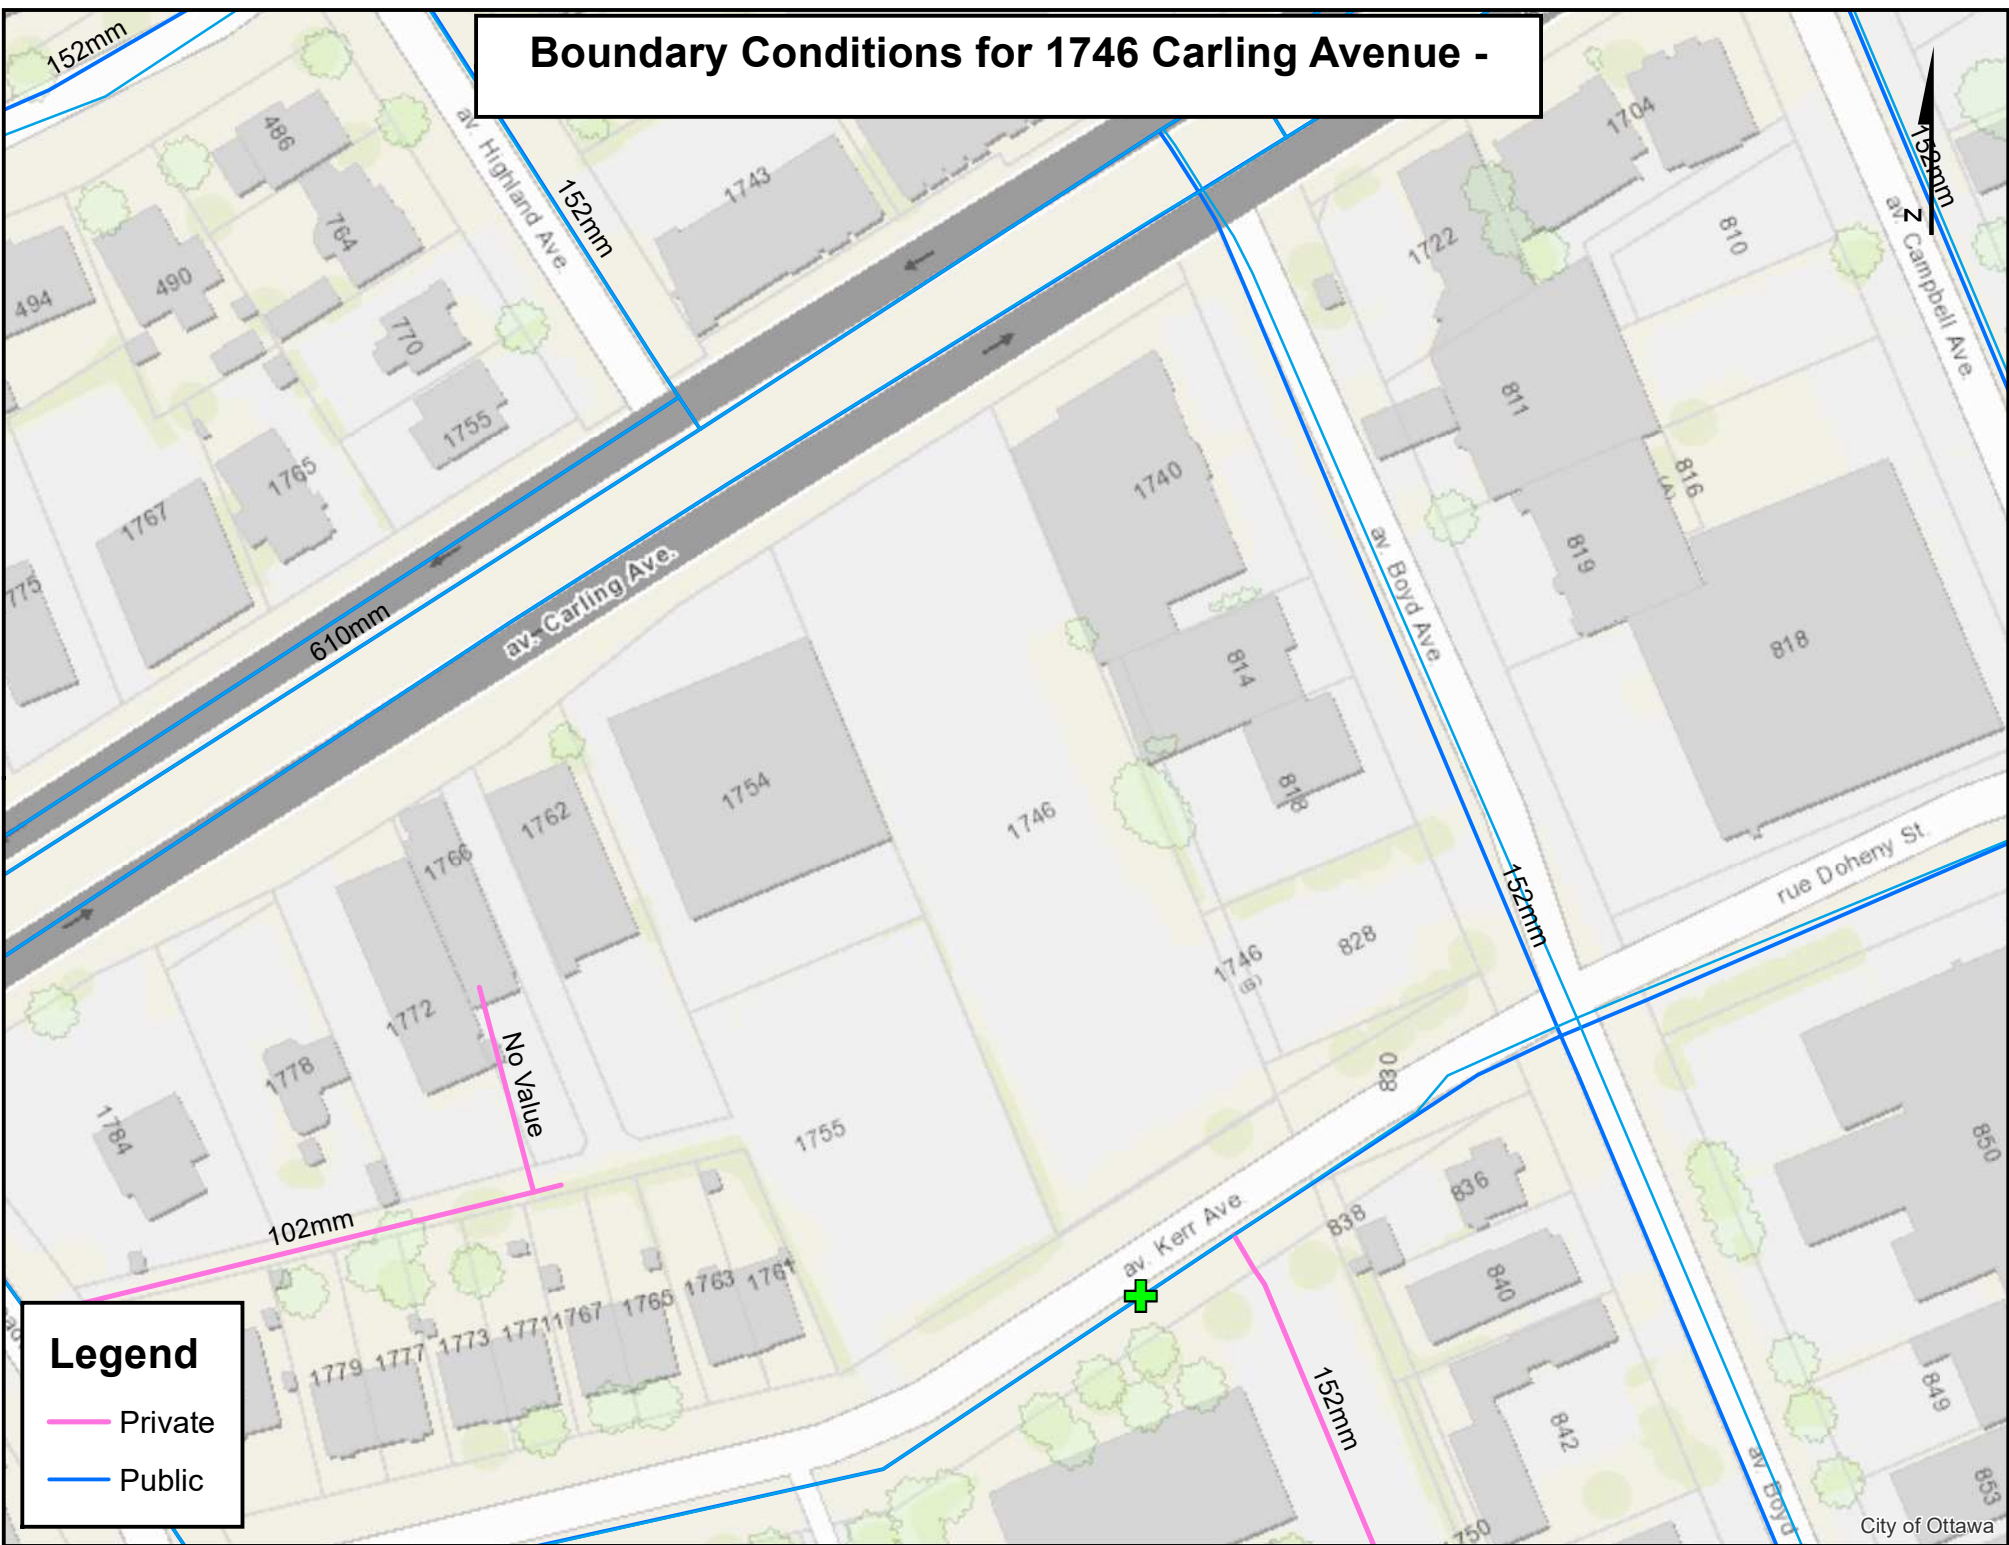 Boundary Conditions for 1746 Carling Avenue -
152mm
486
av. Highland Ave.
152mm
1743
1704
152mm
z
av. Campbell Ave.
764
490
494
770
1755
1722
810
811
1740
816
(A)
1765
1767
775
610mm
av. Carling Ave.
av. Boyd Ave.
819
818
814
1754
1746
818
1762
1766
152mm
rue Doheny St.
828
1746
(B)
1772
No Value
1778
1784
830
1755
850
836
838
av. Kerr Ave.
102mm
840
1763
1761
1765
1767
1771
1773
1777
1779
152mm
842
849
853
av. Boyd
750
Legend
Private
Public
City of Ottawa